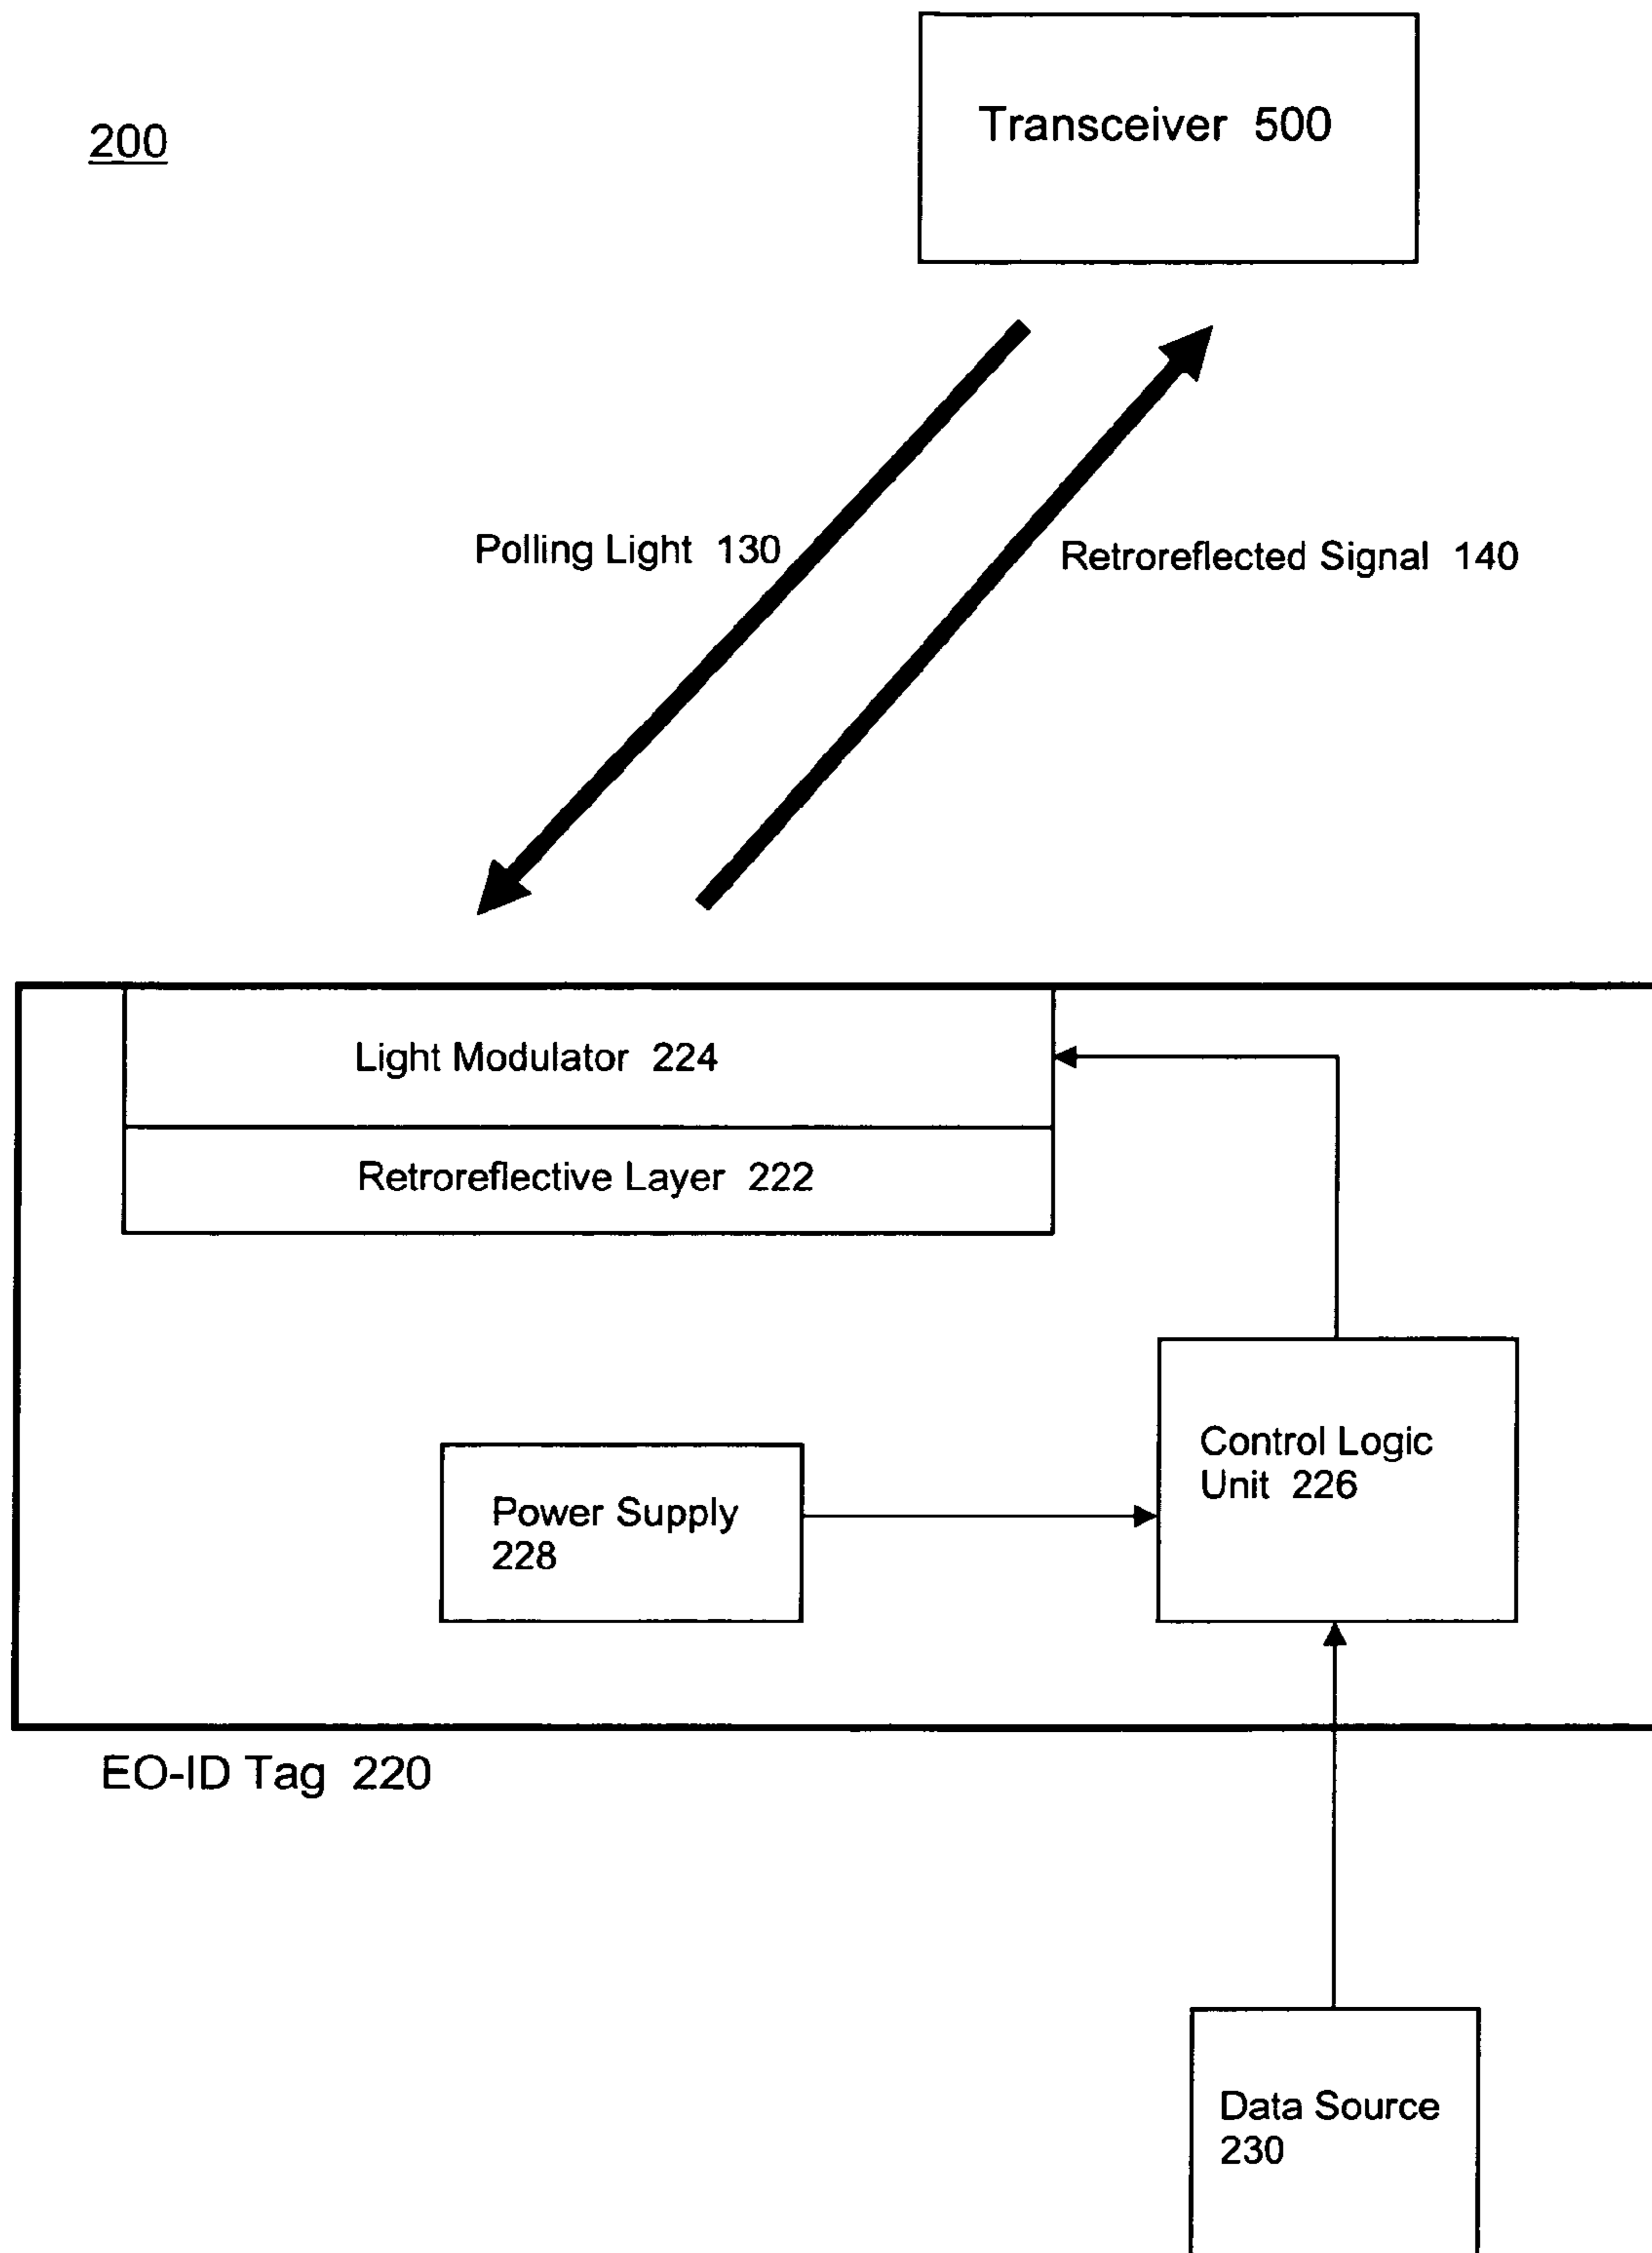 Transceiver 500
200
Polling Light 130
Retroreflected Signal 140
Light Modulator 224
Retroreflective Layer 222
Control Logic
Unit 226
Power Supply
228
EO-ID Tag 220
Data Source
230